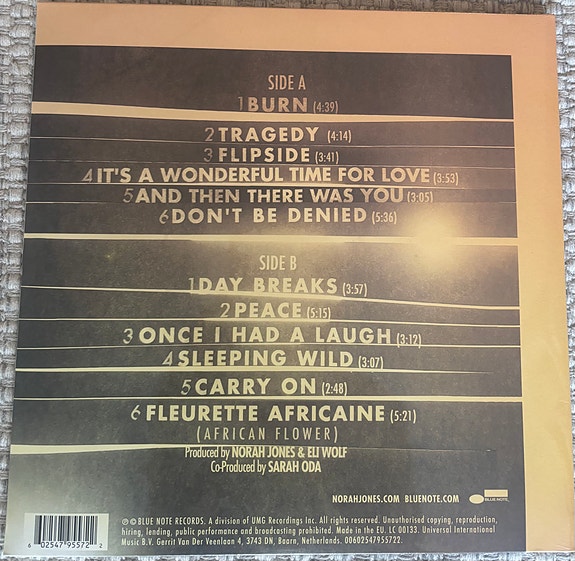 SIDE A
1 BURN (4:39)
2 TRAGEDY (4:14)
3 FLIPSIDE (3:41)
4 IT'S A WONDERFUL TIME FOR LOVE (3:53)
5 AND THEN THERE WAS YOU (3:05)
6 DON'T BE DENIED (5:36)
SIDE B
1 DAY BREAKS (3:57)
2 PEACE (5:15)
3 ONCE I HAD A LAUGH (3:12)
4 SLEEPING WILD (3:07)
5 CARRY ON (2:48)
6 FLEURETTE AFRICAINE (5:21)
(AFRICAN FLOWER)
Produced by NORAH JONES & ELI WOLF
Co-Produced by SARAH ODA
NORAHJONES.COM BLUENOTE.COM
BLUE NOTE
℗ © BLUE NOTE RECORDS. A division of UMG Recordings Inc. All rights reserved. Unauthorised copying, reproduction,
hiring, lending, public performance and broadcasting prohibited. Made in the EU. LC 00133. Universal International
Music B.V. Gerrit Van Der Veenlaan 4, 3743 DN, Baarn, Netherlands. 00602547955722.
6 02547 95572 2